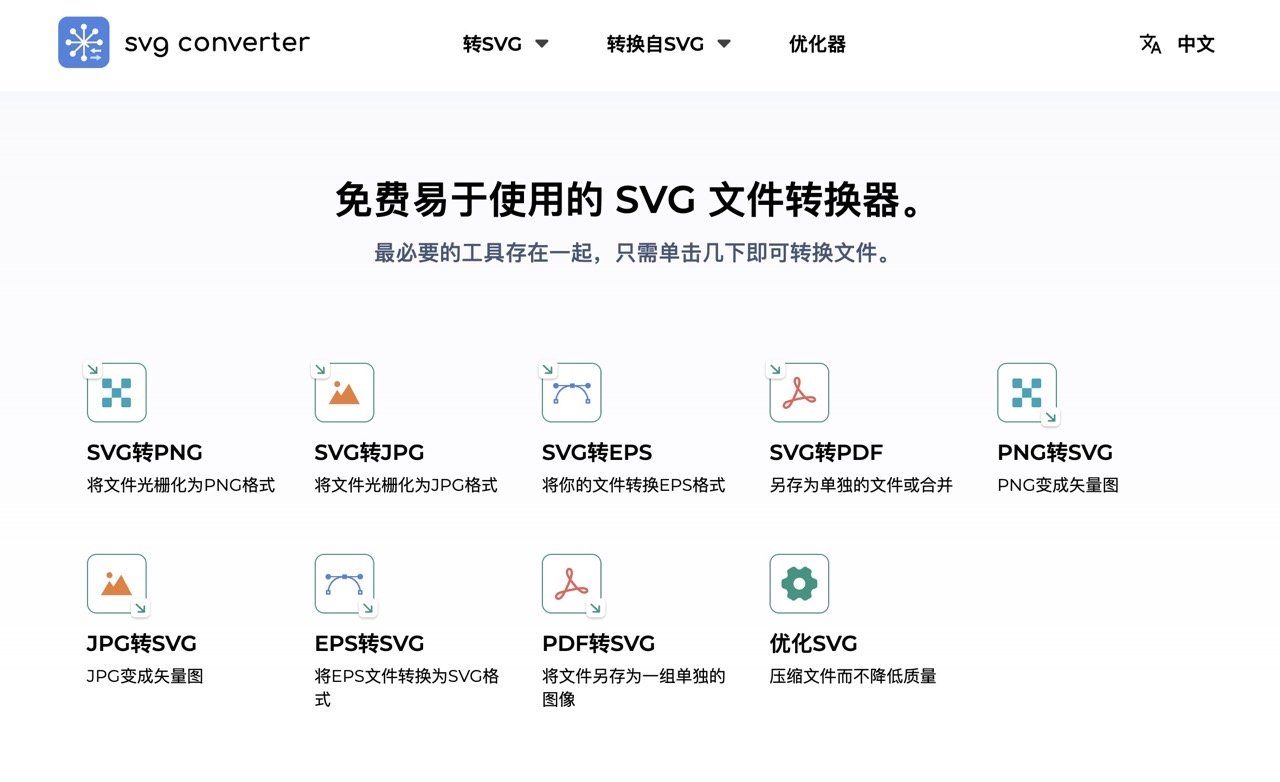 svg converter
转SVG
转换自SVG
优化器
中文
免费易于使用的 SVG 文件转换器。
最必要的工具存在一起，只需单击几下即可转换文件。
SVG转PNG
将文件光栅化为PNG格式
SVG转JPG
将文件光栅化为JPG格式
SVG转EPS
将你的文件转换EPS格式
SVG转PDF
另存为单独的文件或合并
PNG转SVG
PNG变成矢量图
JPG转SVG
JPG变成矢量图
EPS转SVG
将EPS文件转换为SVG格
式
PDF转SVG
将文件另存为一组单独的
图像
优化SVG
压缩文件而不降低质量